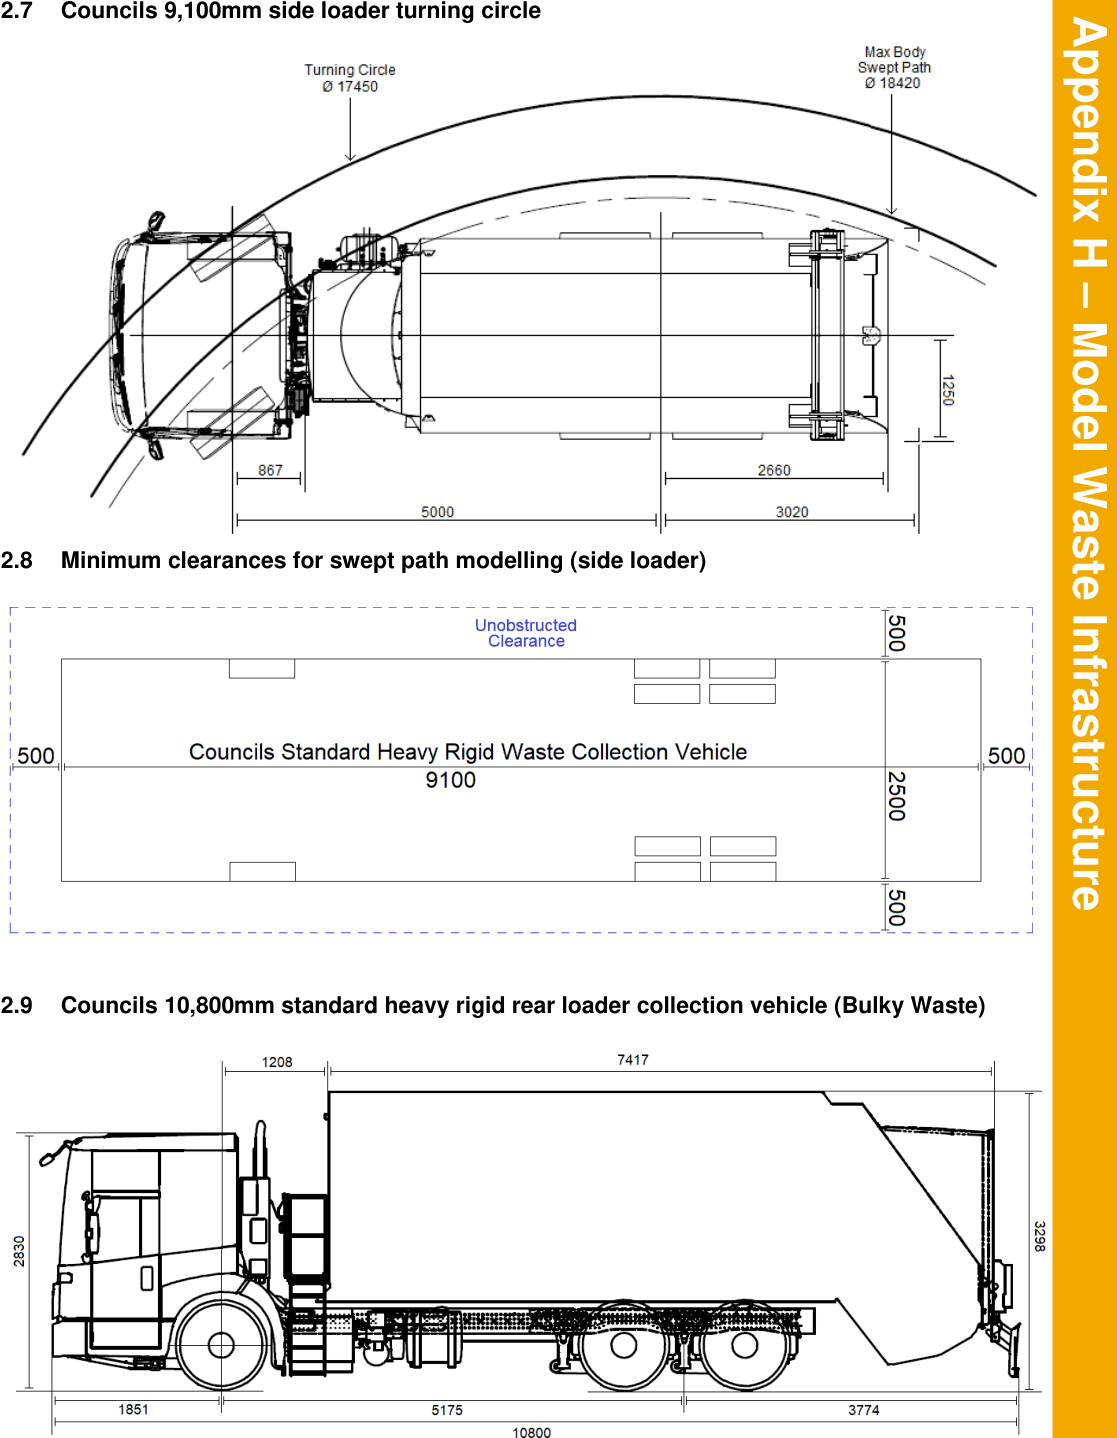 2.7 Councils 9,100mm side loader turning circle
Turning Circle
Ø 17450
Max Body
Swept Path
Ø 18420
1250
867
2660
5000
3020
2.8 Minimum clearances for swept path modelling (side loader)
Unobstructed
Clearance
500
500
Councils Standard Heavy Rigid Waste Collection Vehicle
9100
500
2500
500
2.9 Councils 10,800mm standard heavy rigid rear loader collection vehicle (Bulky Waste)
1208
7417
2830
3298
1851
5175
3774
10800
Appendix H – Model Waste Infrastructure